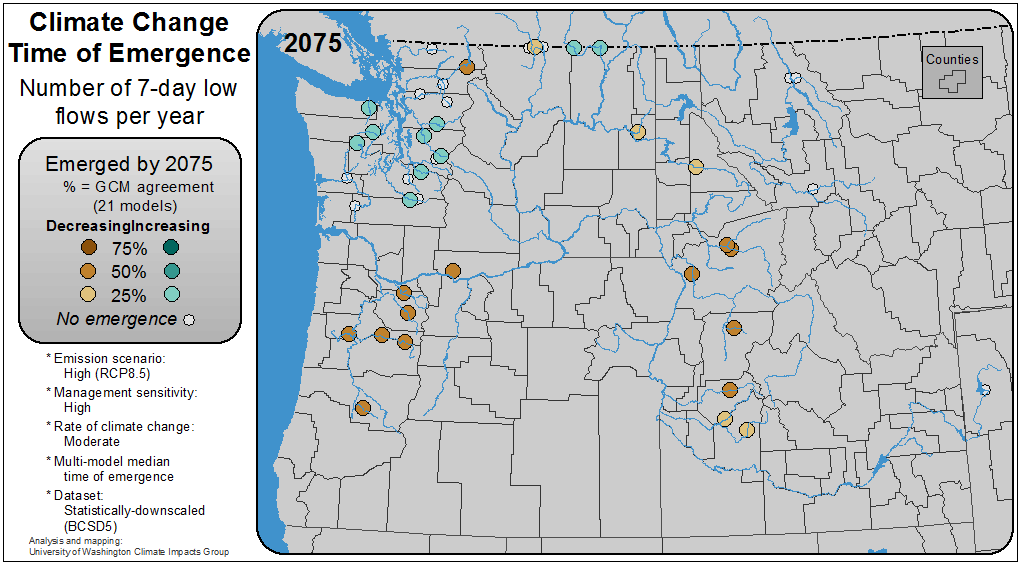 Climate Change
Time of Emergence
Number of 7-day low
flows per year
Emerged by 2075
% = GCM agreement
(21 models)
DecreasingIncreasing
75%
50%
25%
No emergence
* Emission scenario:
High (RCP8.5)
* Management sensitivity:
High
* Rate of climate change:
Moderate
* Multi-model median
time of emergence
* Dataset:
Statistically-downscaled
(BCSD5)
Analysis and mapping:
University of Washington Climate Impacts Group
2075
Counties